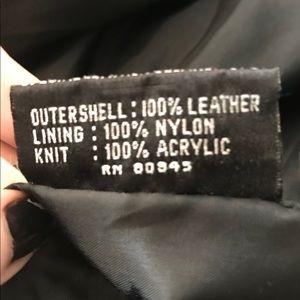 OUTERSHELL: 100% LEATHER
LINING: 100% NYLON
KNIT : 100% ACRYLIC
RN 80945